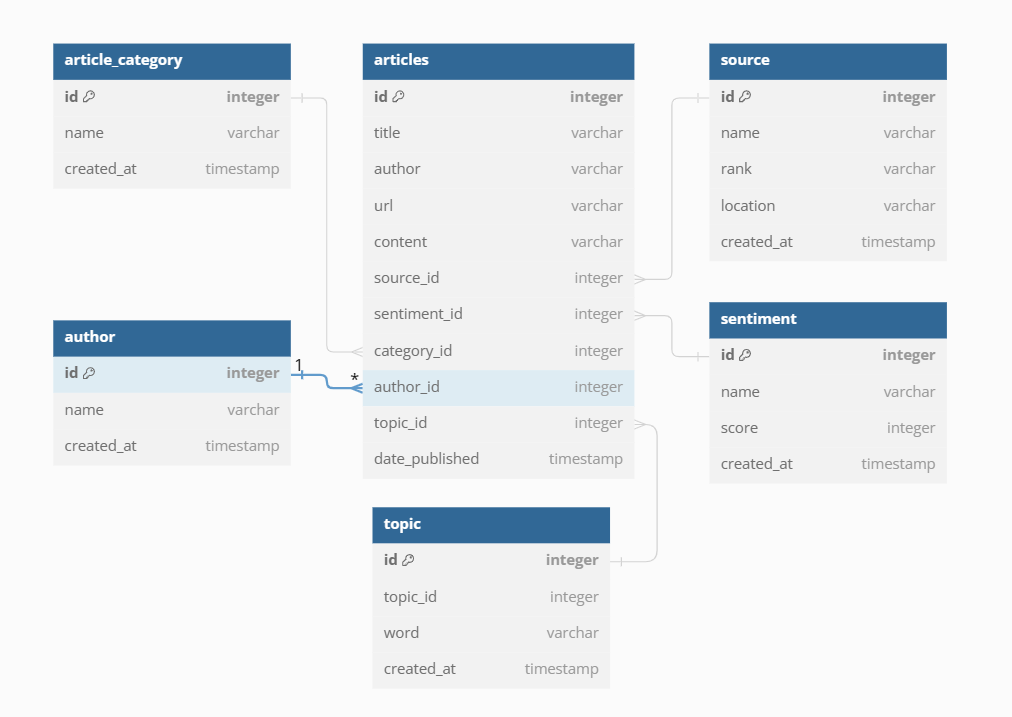 article_category
id integer
name varchar
created_at timestamp
articles
id integer
title varchar
author varchar
url varchar
content varchar
source_id integer
sentiment_id integer
category_id integer
author_id integer
topic_id integer
date_published timestamp
source
id integer
name varchar
rank varchar
location varchar
created_at timestamp
author
id integer
name varchar
created_at timestamp
1
*
sentiment
id integer
name varchar
score integer
created_at timestamp
topic
id integer
topic_id integer
word varchar
created_at timestamp